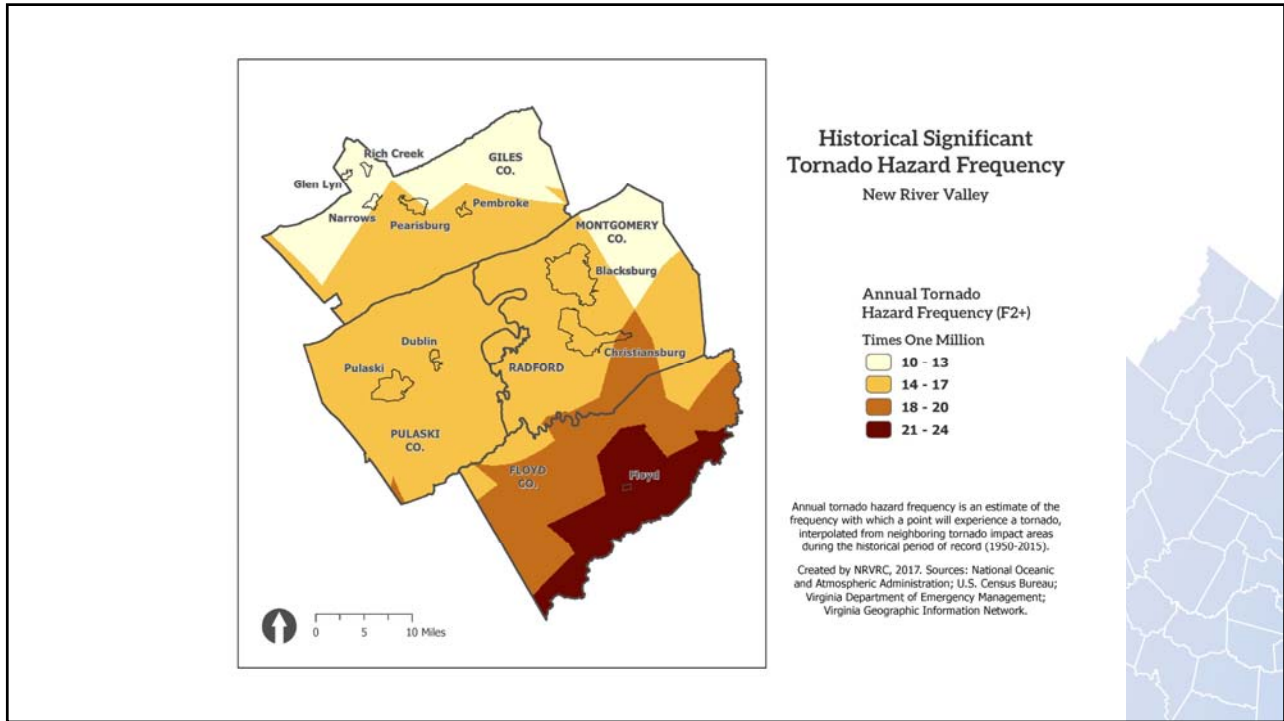 Historical Significant
Tornado Hazard Frequency
New River Valley
Rich Creek
GILES
CO.
Glen Lyn
Narrows
Pembroke
Pearisburg
MONTGOMERY
CO.
Blacksburg
Dublin
Christiansburg
Pulaski
RADFORD
PULASKI
CO.
FLOYD
CO.
Floyd
0 5 10 Miles
Annual Tornado
Hazard Frequency (F2+)
Times One Million
10 - 13
14 - 17
18 - 20
21 - 24
Annual tornado hazard frequency is an estimate of the
frequency with which a point will experience a tornado,
interpolated from neighboring tornado impact areas
during the historical period of record (1950-2015).
Created by NRVRC, 2017. Sources: National Oceanic
and Atmospheric Administration; U.S. Census Bureau;
Virginia Department of Emergency Management;
Virginia Geographic Information Network.